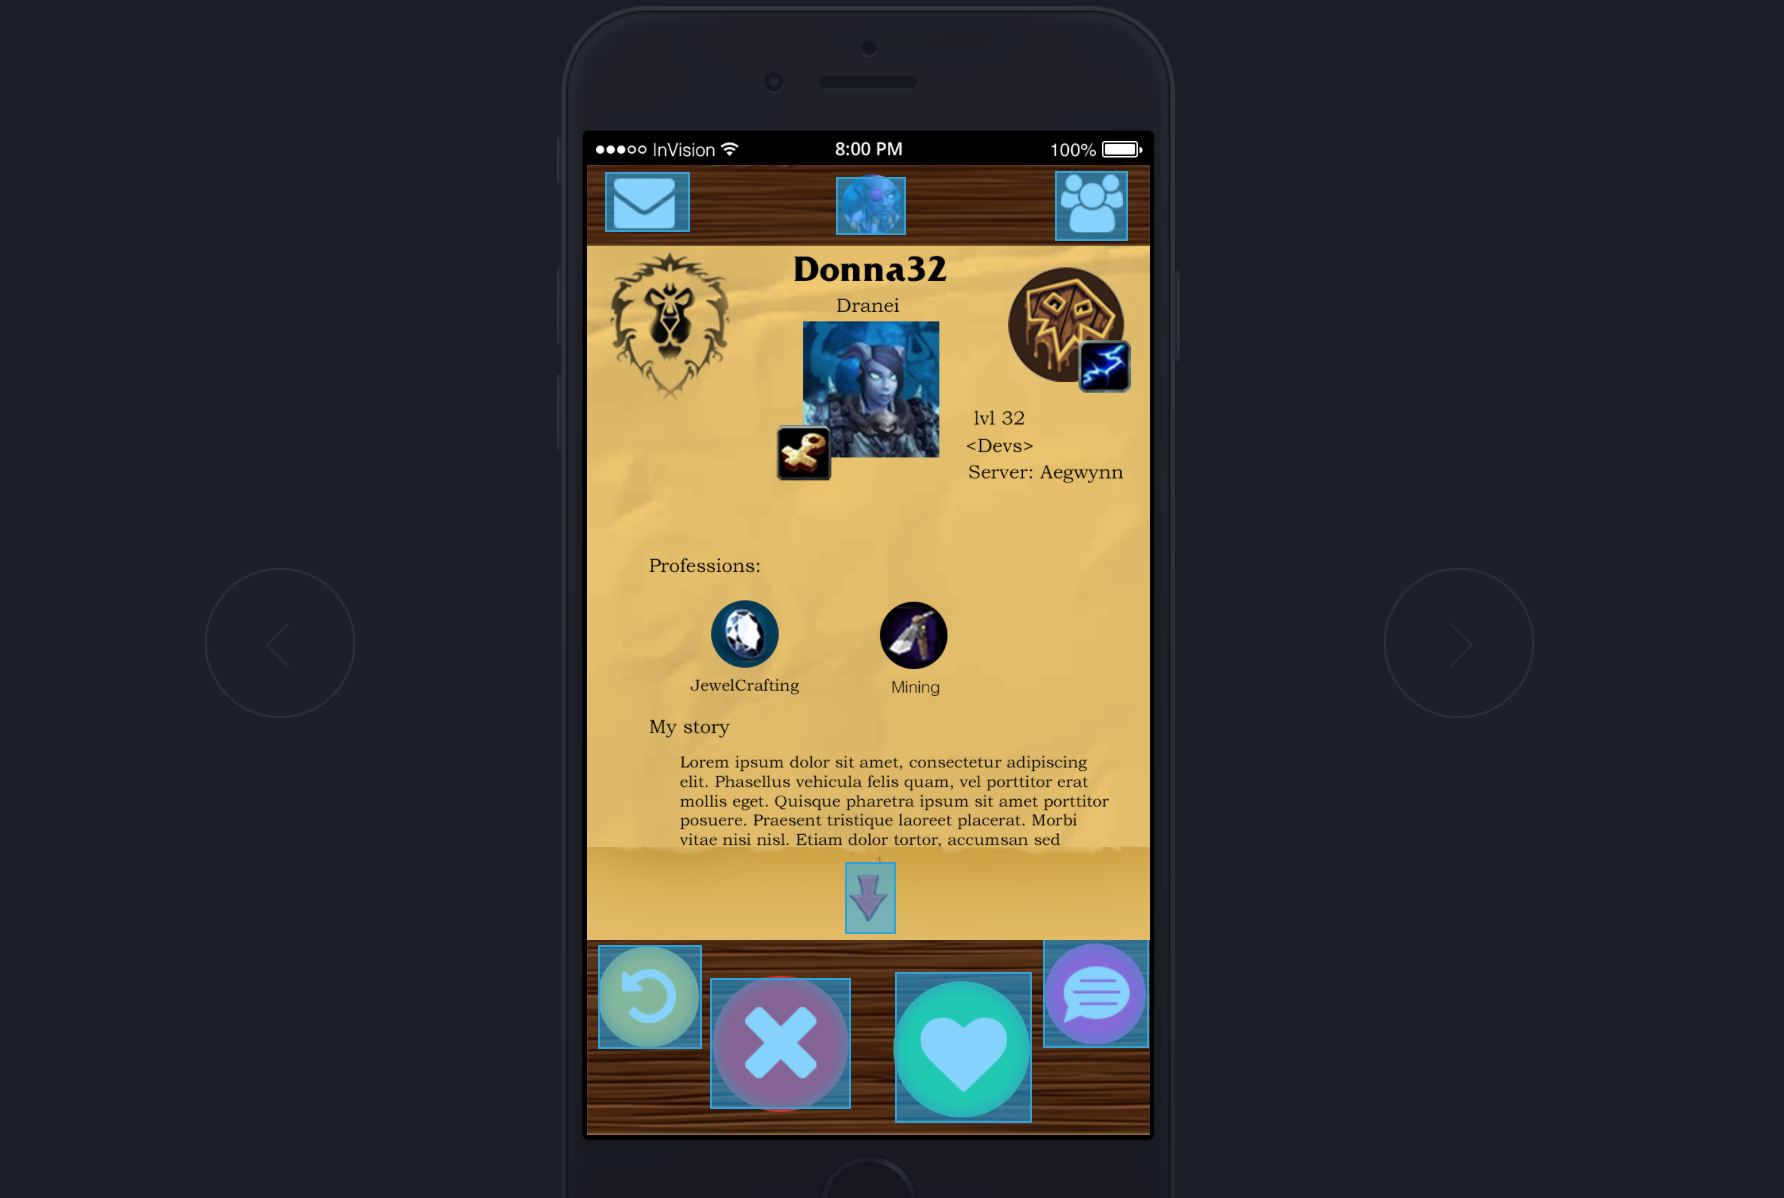 InVision 8:00 PM 100%
Donna32
Dranei
lvl 32
<Devs>
Server: Aegwynn
Professions:
JewelCrafting Mining
My story
Lorem ipsum dolor sit amet, consectetur adipiscing
elit. Phasellus vehicula felis quam, vel porttitor erat
mollis eget. Quisque pharetra ipsum sit amet porttitor
posuere. Praesent tristique laoreet placerat. Morbi
vitae nisi nisl. Etiam dolor tortor, accumsan sed